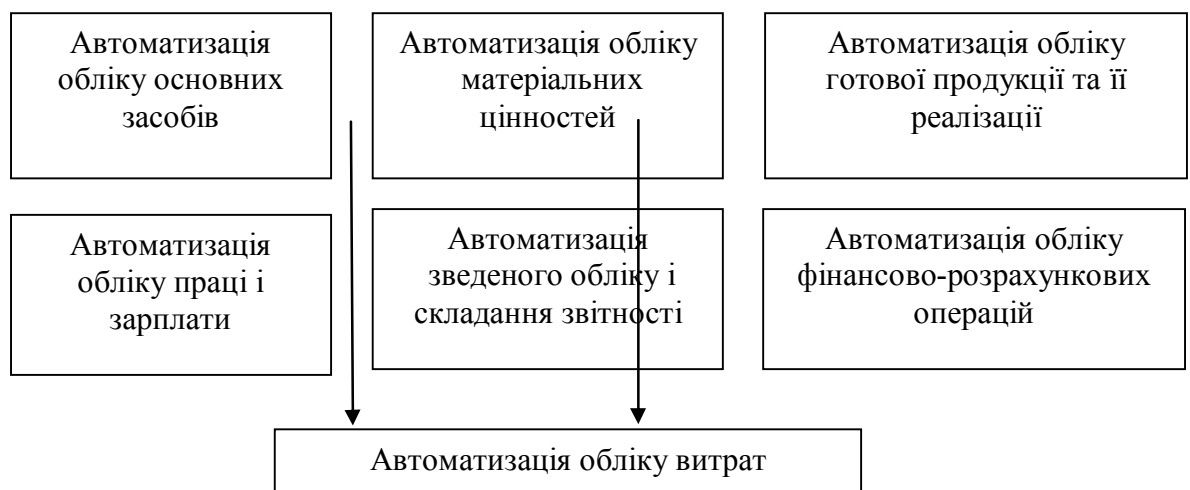 Автоматизація
обліку основних
засобів
Автоматизація обліку
матеріальних
цінностей
Автоматизація обліку
готової продукції та її
реалізації
Автоматизація
обліку праці і
зарплати
Автоматизація
зведеного обліку і
складання звітності
Автоматизація обліку
фінансово-розрахункових
операцій
Автоматизація обліку витрат